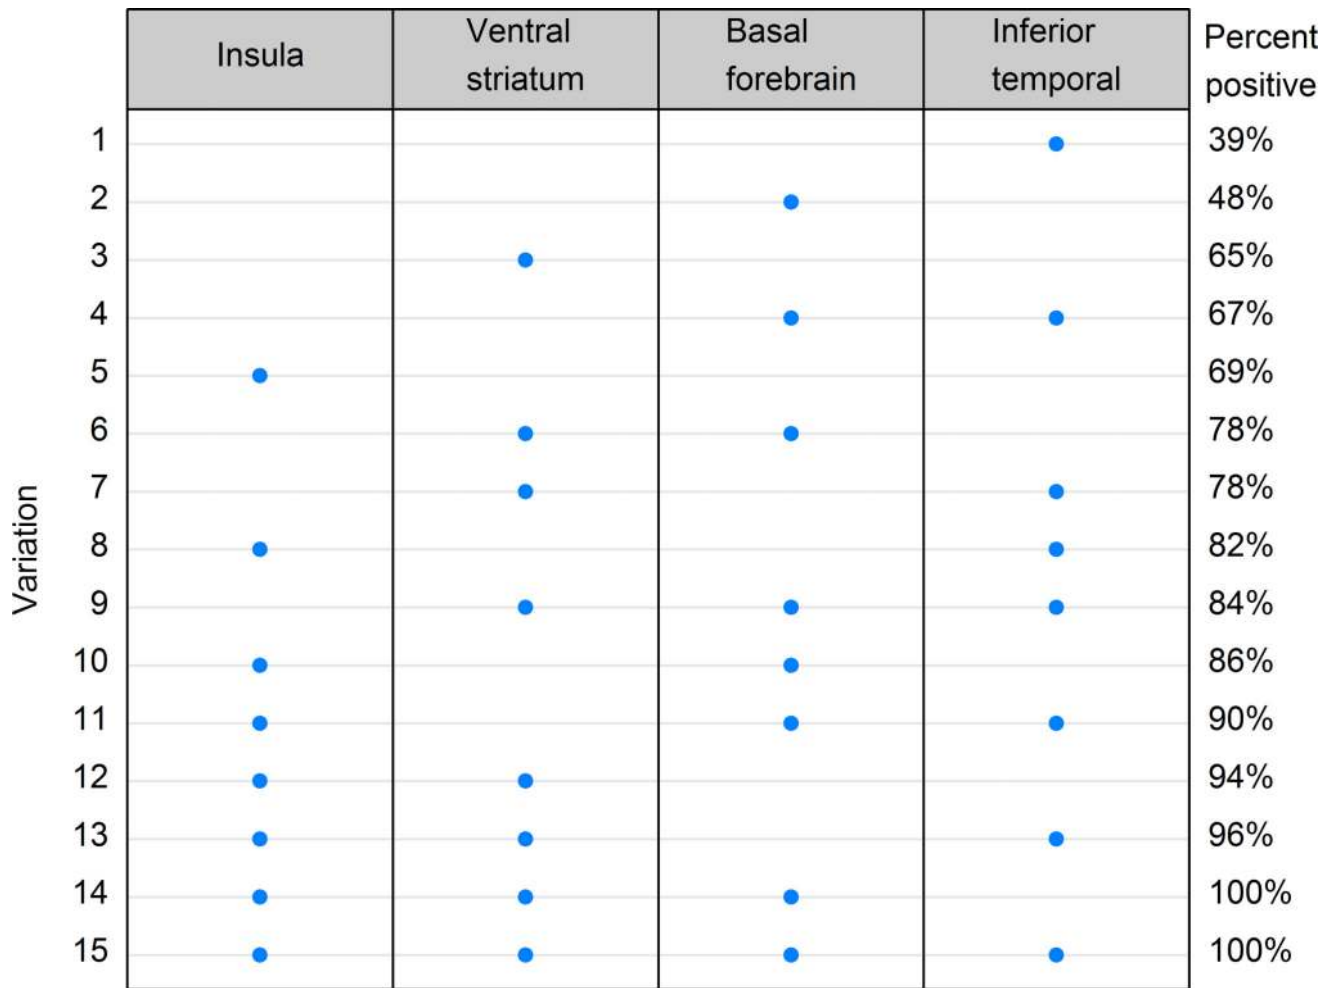 Insula
Ventral
striatum
Basal
forebrain
Inferior
temporal
Percent
positive
1 39%
2 48%
3 65%
4 67%
5 69%
6 78%
7 78%
8 82%
9 84%
10 86%
11 90%
12 94%
13 96%
14 100%
15 100%
Variation